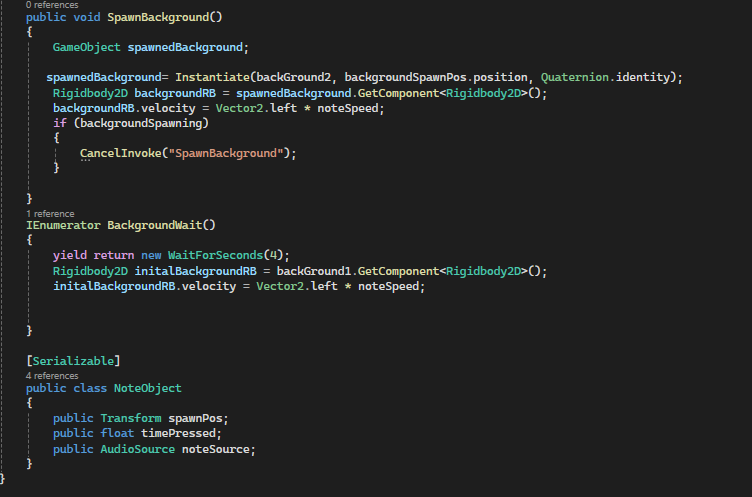 0 references
public void SpawnBackground()
{
GameObject spawnedBackground;
spawnedBackground= Instantiate(backGround2, backgroundSpawnPos.position, Quaternion.identity);
Rigidbody2D backgroundRB = spawnedBackground.GetComponent<Rigidbody2D>();
backgroundRB.velocity = Vector2.left * noteSpeed;
if (backgroundSpawning)
{
CancelInvoke("SpawnBackground");
}
}
1 reference
IEnumerator BackgroundWait()
{
yield return new WaitForSeconds(4);
Rigidbody2D initalBackgroundRB = backGround1.GetComponent<Rigidbody2D>();
initalBackgroundRB.velocity = Vector2.left * noteSpeed;
}
[Serializable]
4 references
public class NoteObject
{
public Transform spawnPos;
public float timePressed;
public AudioSource noteSource;
}
}